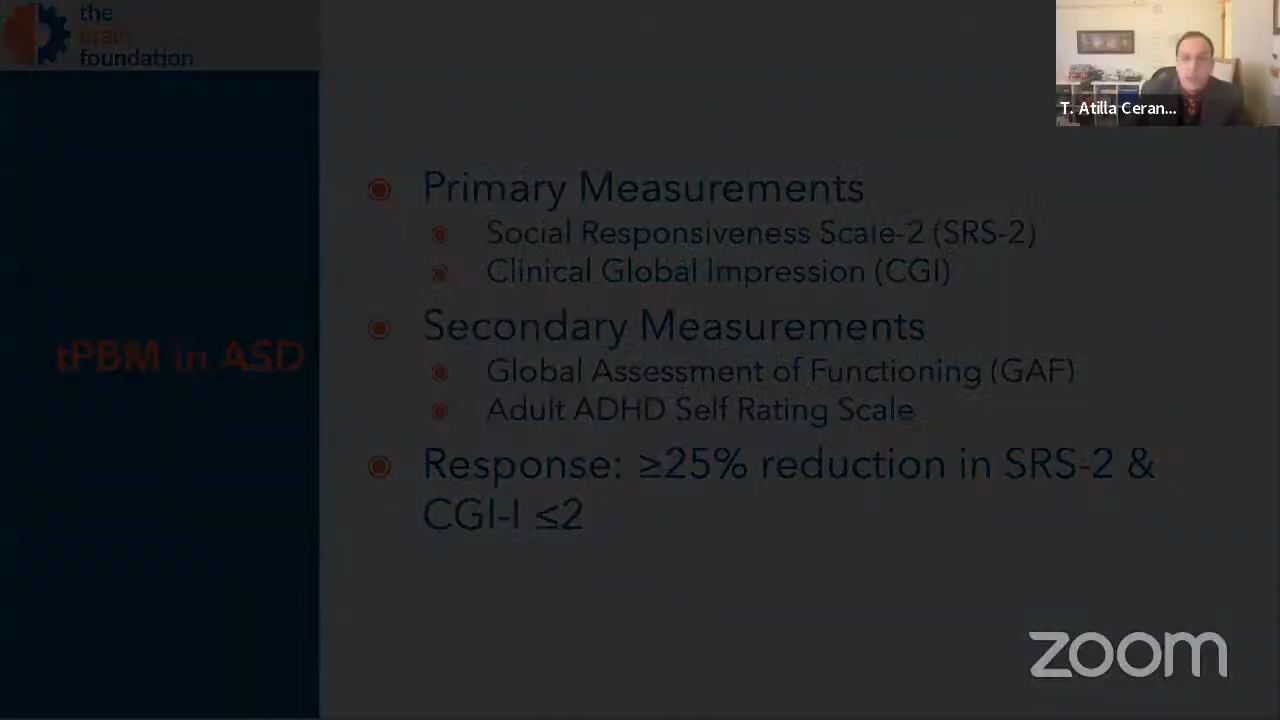 the
brain
foundation
T. Atilla Ceran...
tPBM in ASD
Primary Measurements
Social Responsiveness Scale-2 (SRS-2)
Clinical Global Impression (CGI)
Secondary Measurements
Global Assessment of Functioning (GAF)
Adult ADHD Self Rating Scale
Response: ≥25% reduction in SRS-2 &
CGI-I ≤2
zoom